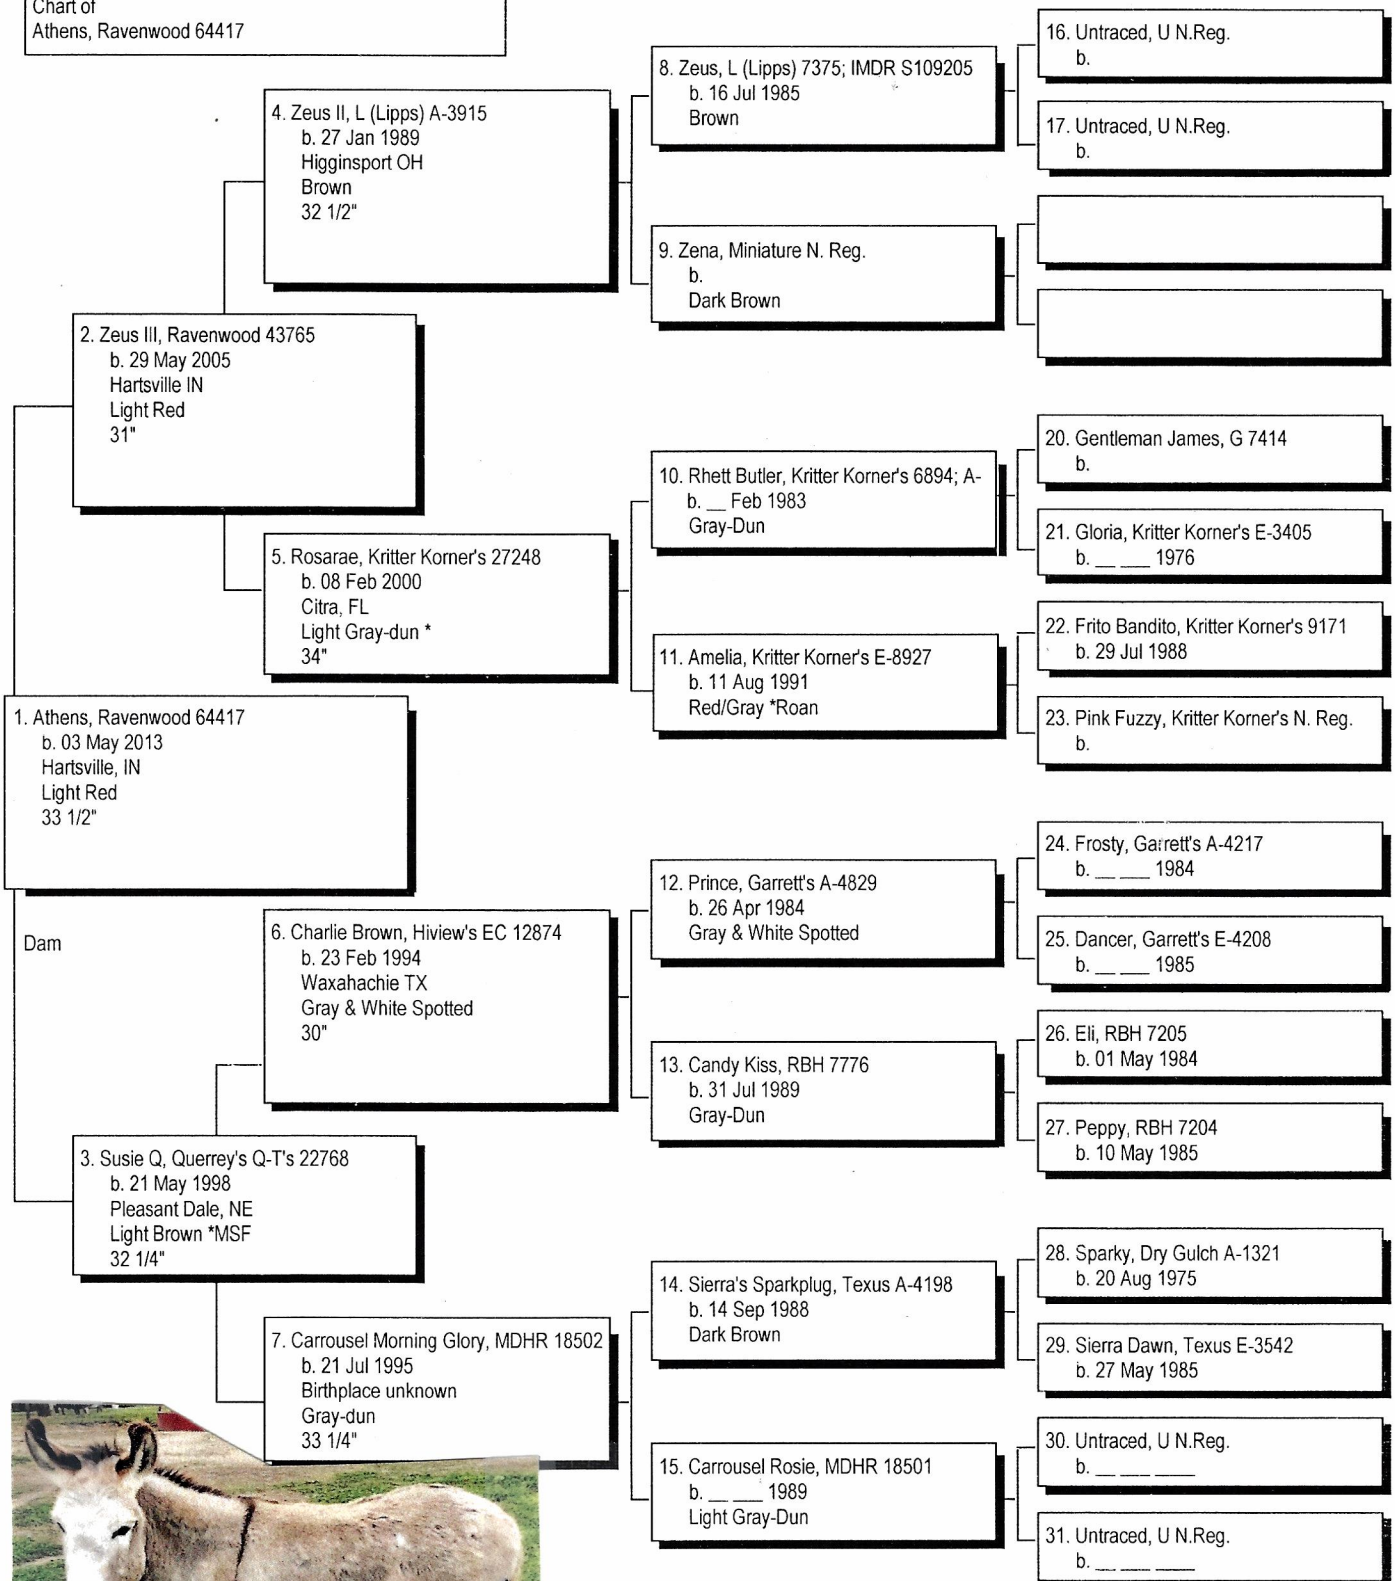 Chart of
Athens, Ravenwood 64417
1. Athens, Ravenwood 64417
b. 03 May 2013
Hartsville, IN
Light Red
33 1/2"
Dam
2. Zeus III, Ravenwood 43765
b. 29 May 2005
Hartsville IN
Light Red
31"
3. Susie Q, Querrey's Q-T's 22768
b. 21 May 1998
Pleasant Dale, NE
Light Brown *MSF
32 1/4"
4. Zeus II, L (Lipps) A-3915
b. 27 Jan 1989
Higginsport OH
Brown
32 1/2"
5. Rosarae, Kritter Korner's 27248
b. 08 Feb 2000
Citra, FL
Light Gray-dun *
34"
6. Charlie Brown, Hiview's EC 12874
b. 23 Feb 1994
Waxahachie TX
Gray & White Spotted
30"
7. Carrousel Morning Glory, MDHR 18502
b. 21 Jul 1995
Birthplace unknown
Gray-dun
33 1/4"
8. Zeus, L (Lipps) 7375; IMDR S109205
b. 16 Jul 1985
Brown
9. Zena, Miniature N. Reg.
b.
Dark Brown
10. Rhett Butler, Kritter Korner's 6894; A-
b. __ Feb 1983
Gray-Dun
11. Amelia, Kritter Korner's E-8927
b. 11 Aug 1991
Red/Gray *Roan
12. Prince, Garrett's A-4829
b. 26 Apr 1984
Gray & White Spotted
13. Candy Kiss, RBH 7776
b. 31 Jul 1989
Gray-Dun
14. Sierra's Sparkplug, Texus A-4198
b. 14 Sep 1988
Dark Brown
15. Carrousel Rosie, MDHR 18501
b. __ ___ 1989
Light Gray-Dun
16. Untraced, U N.Reg.
b.
17. Untraced, U N.Reg.
b.
20. Gentleman James, G 7414
b.
21. Gloria, Kritter Korner's E-3405
b. __ ___ 1976
22. Frito Bandito, Kritter Korner's 9171
b. 29 Jul 1988
23. Pink Fuzzy, Kritter Korner's N. Reg.
b.
24. Frosty, Garrett's A-4217
b. __ ___ 1984
25. Dancer, Garrett's E-4208
b. __ ___ 1985
26. Eli, RBH 7205
b. 01 May 1984
27. Peppy, RBH 7204
b. 10 May 1985
28. Sparky, Dry Gulch A-1321
b. 20 Aug 1975
29. Sierra Dawn, Texus E-3542
b. 27 May 1985
30. Untraced, U N.Reg.
b. __ ___ ____
31. Untraced, U N.Reg.
b. __ ___ ____